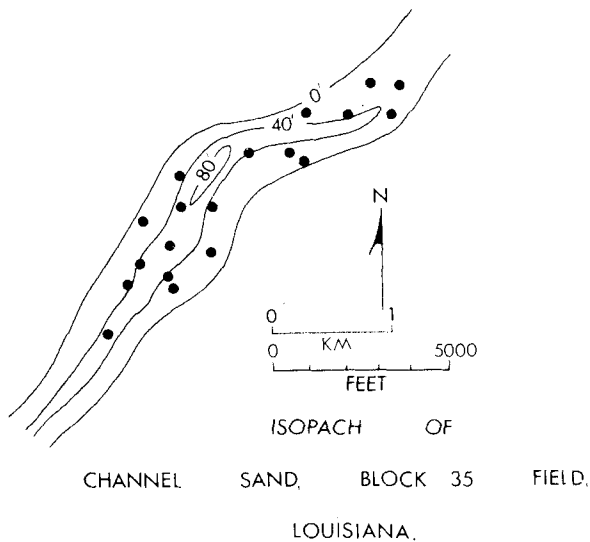 0'
40'
80
N
0 1
KM
0 5000
FEET
ISOPACH OF
CHANNEL SAND, BLOCK 35 FIELD,
LOUISIANA.